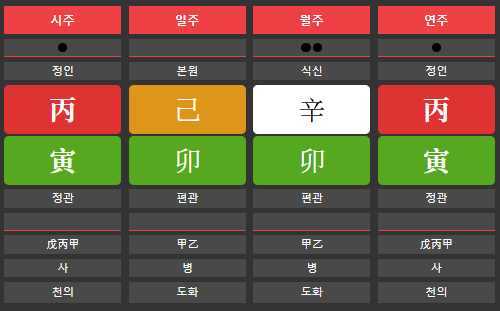 시주 일주 월주 연주
정인 본원 식신 정인
丙 己 辛 丙
寅 卯 卯 寅
정관 편관 편관 정관
戊丙甲 甲乙 甲乙 戊丙甲
사 병 병 사
천의 도화 도화 천의